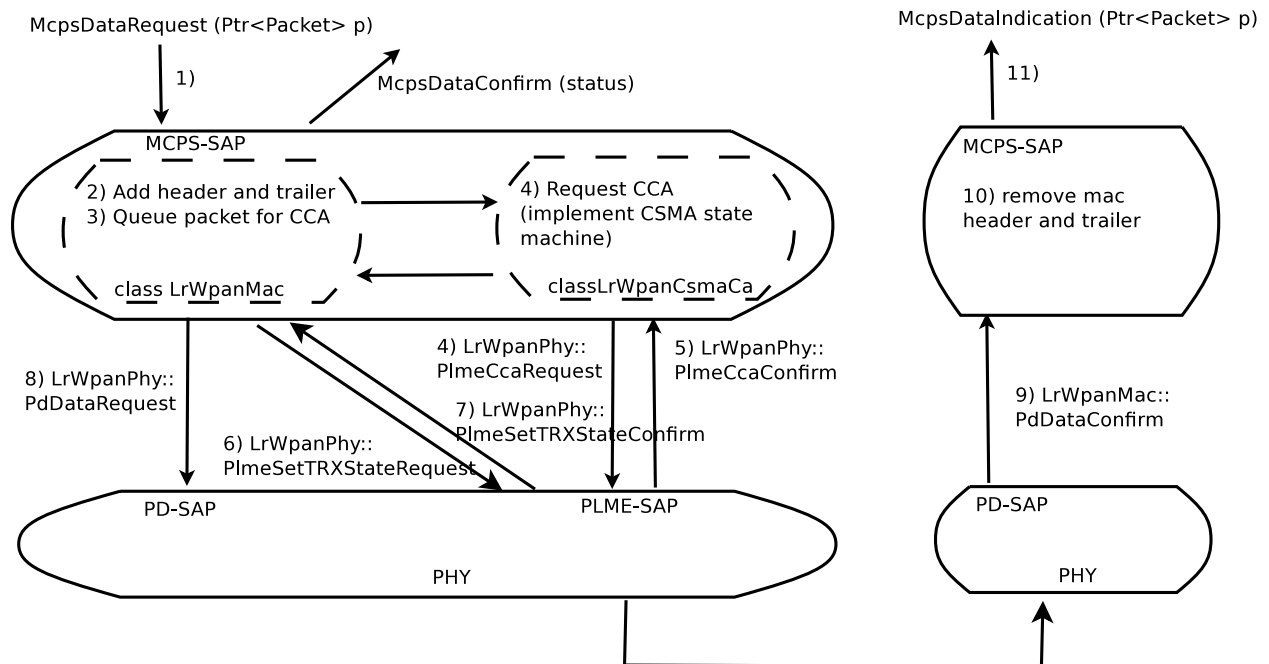 McpsDataRequest (Ptr<Packet> p)
1)
McpsDataConfirm (status)
MCPS-SAP
2) Add header and trailer
3) Queue packet for CCA
class LrWpanMac
4) Request CCA
(implement CSMA state
machine)
classLrWpanCsmaCa
8) LrWpanPhy::
PdDataRequest
6) LrWpanPhy::
PlmeSetTRXStateRequest
4) LrWpanPhy::
PlmeCcaRequest
7) LrWpanPhy::
PlmeSetTRXStateConfirm
5) LrWpanPhy::
PlmeCcaConfirm
PD-SAP
PLME-SAP
PHY
McpsDataIndication (Ptr<Packet> p)
11)
MCPS-SAP
10) remove mac
header and trailer
9) LrWpanMac::
PdDataConfirm
PD-SAP
PHY